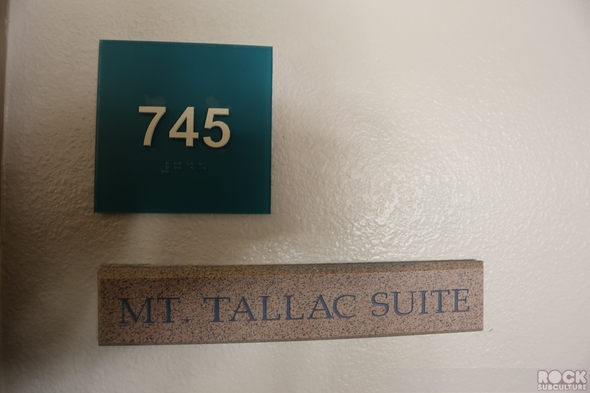 745
MT. TALLAC SUITE
ROCK
SUBCULTURE